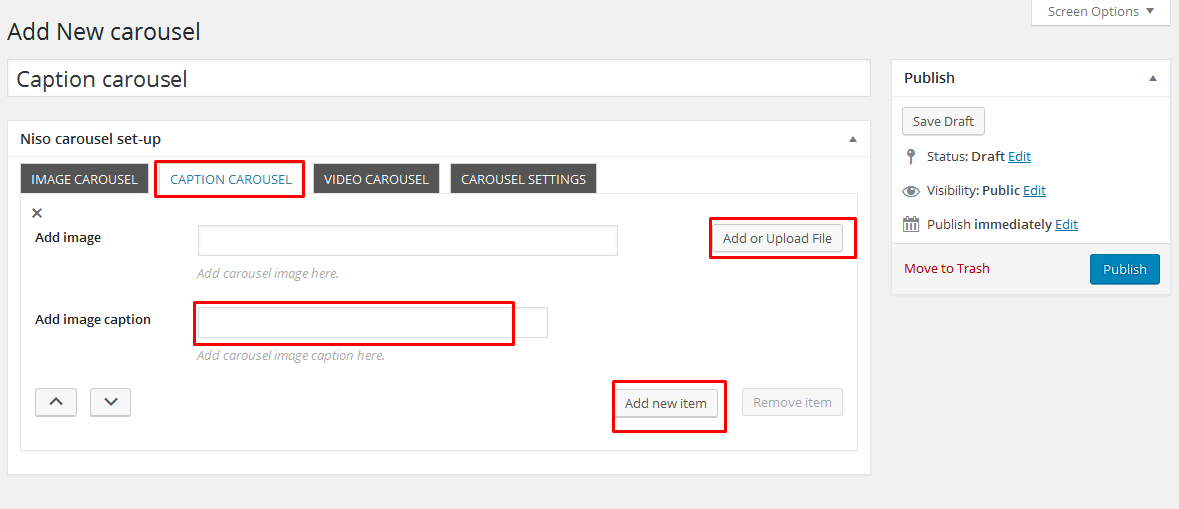 Screen Options
Add New carousel
Caption carousel
Niso carousel set-up
IMAGE CAROUSEL CAPTION CAROUSEL VIDEO CAROUSEL CAROUSEL SETTINGS
Add image
Add or Upload File
Add carousel image here.
Add image caption
Add carousel image caption here.
Add new item Remove item
Publish
Save Draft
Status: Draft Edit
Visibility: Public Edit
Publish immediately Edit
Move to Trash Publish